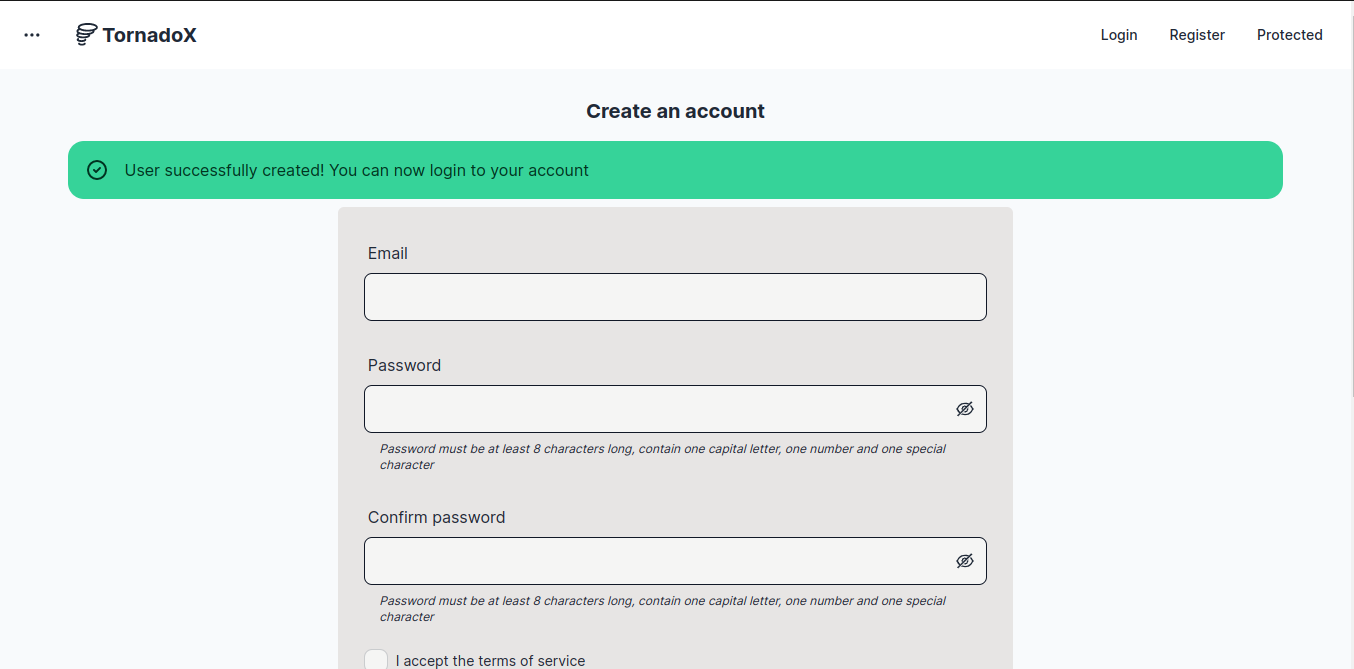 TornadoX
Login
Register
Protected
Create an account
User successfully created! You can now login to your account
Email
Password
Password must be at least 8 characters long, contain one capital letter, one number and one special
character
Confirm password
Password must be at least 8 characters long, contain one capital letter, one number and one special
character
I accept the terms of service